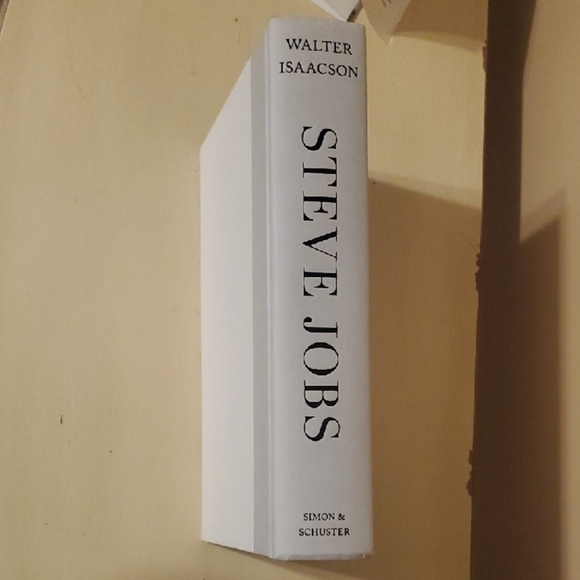 WALTER
ISAACSON
STEVE JOBS
SIMON &
SCHUSTER